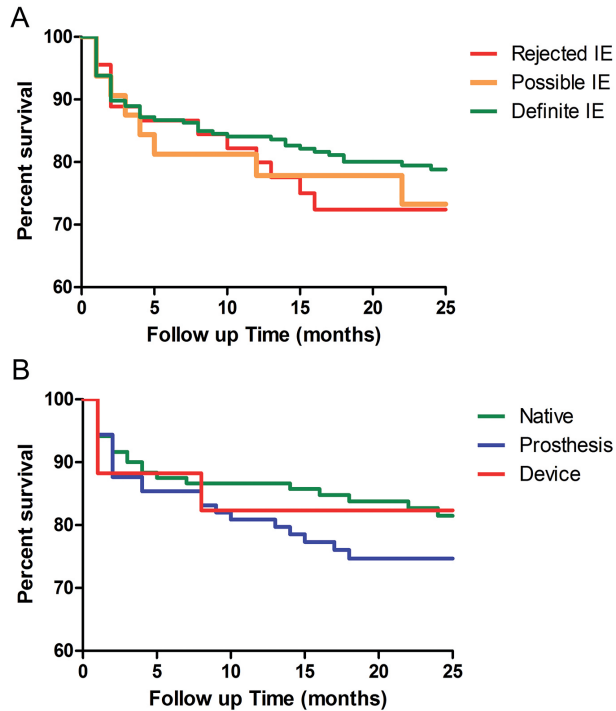 A
Percent survival
100
90
80
70
60
0 5 10 15 20 25
Follow up Time (months)
Rejected IE
Possible IE
Definite IE
B
Percent survival
100
90
80
70
60
0 5 10 15 20 25
Follow up Time (months)
Native
Prosthesis
Device